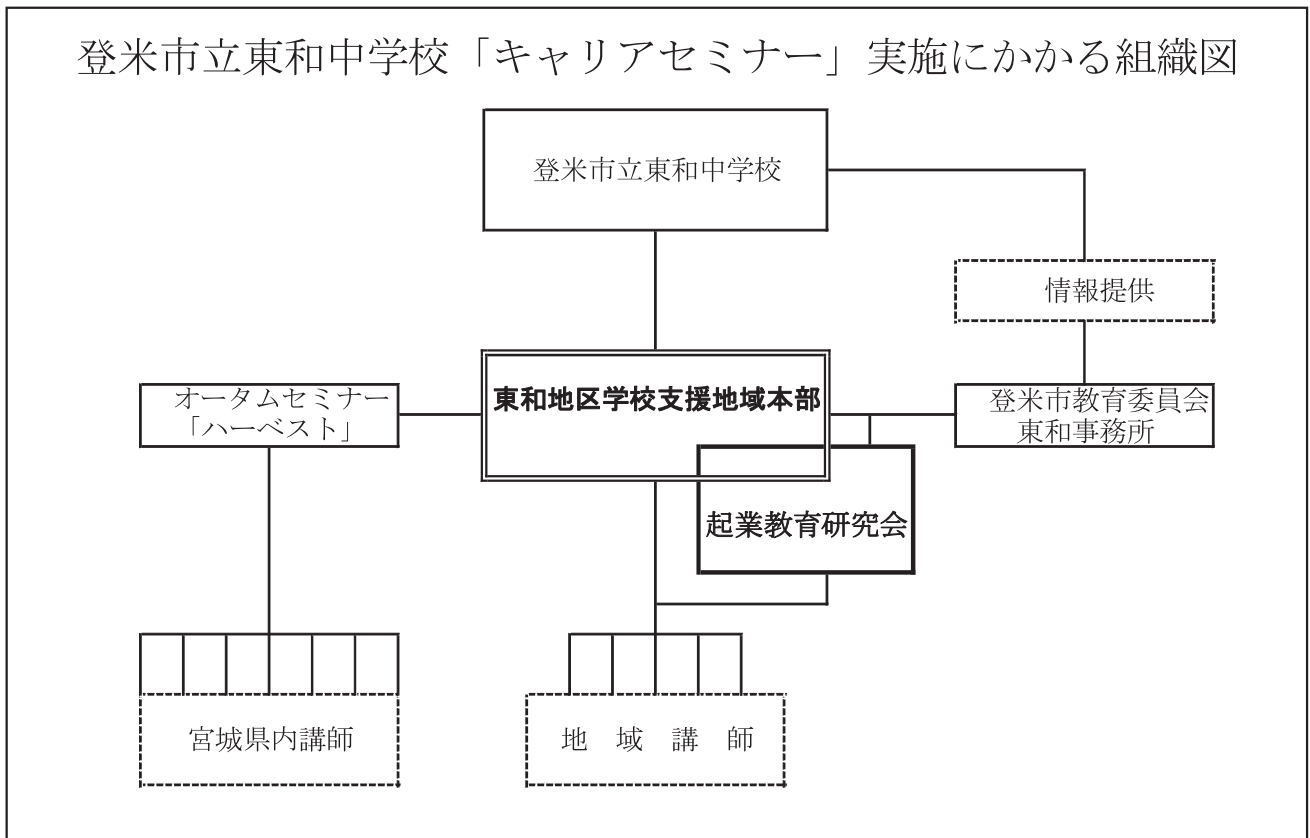 登米市立東和中学校「キャリアセミナー」実施にかかる組織図
登米市立東和中学校
情報提供
オータムセミナー
「ハーベスト」
東和地区学校支援地域本部
登米市教育委員会
東和事務所
起業教育研究会
宮城県内講師
地 域 講 師